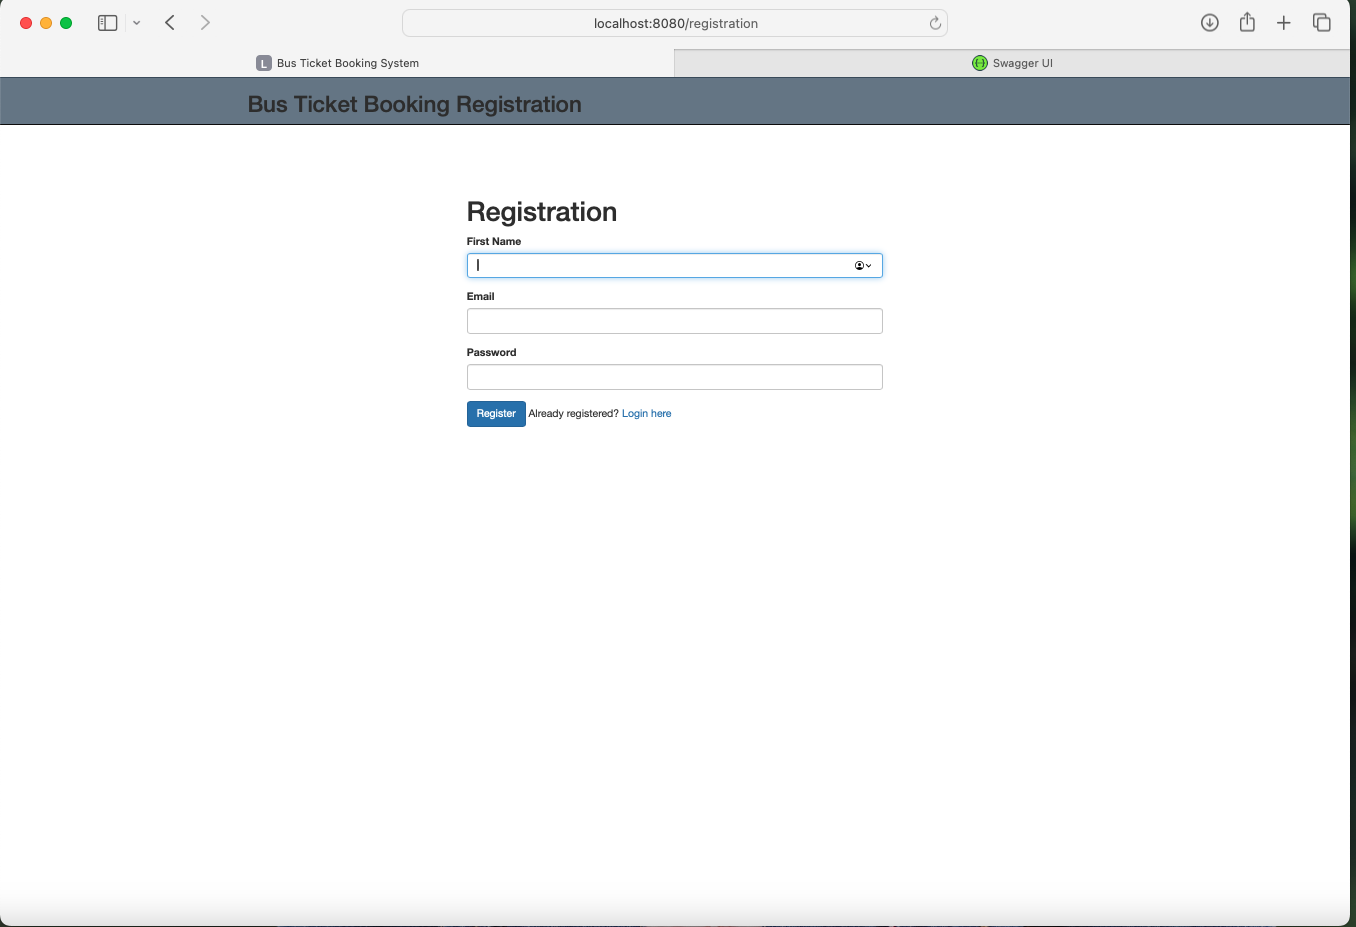 localhost:8080/registration
L Bus Ticket Booking System
Swagger UI
Bus Ticket Booking Registration
Registration
First Name
Email
Password
Register Already registered? Login here